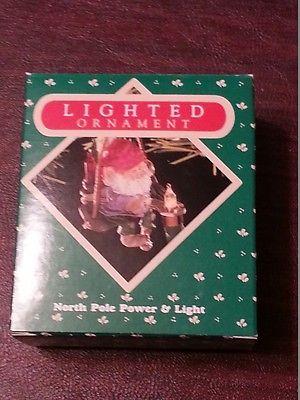 LIGHTED
ORNAMENT
North Pole Power & Light